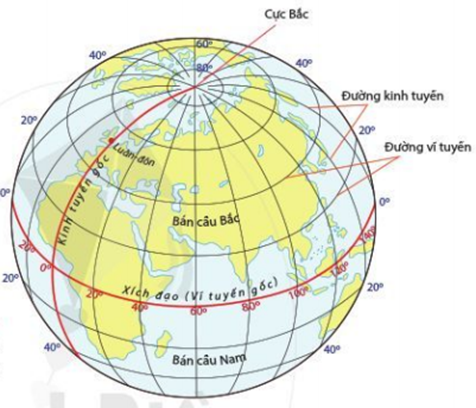 Cực Bắc
60°
80°
40°
40°
Đường kinh tuyến
20°
20°
Đường vĩ tuyến
Luân-đôn
Kinh tuyến gốc
0°
0°
Bán cầu Bắc
20°
0°
20°
40°
60°
80°
100°
120°
140°
Xích đạo (Vĩ tuyến gốc)
20°
20°
40°
40°
Bán cầu Nam